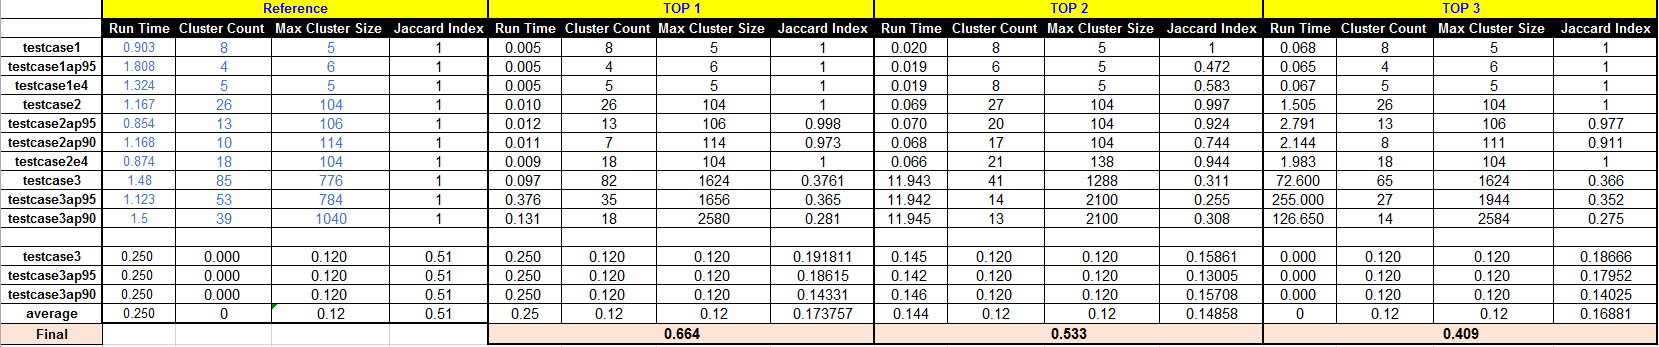 Reference TOP 1 TOP 2 TOP 3
Run Time Cluster Count Max Cluster Size Jaccard Index Run Time Cluster Count Max Cluster Size Jaccard Index Run Time Cluster Count Max Cluster Size Jaccard Index Run Time Cluster Count Max Cluster Size Jaccard Index
testcase1 0.903 8 5 1 0.005 8 5 1 0.020 8 5 1 0.068 8 5 1
testcase1ap95 1.808 4 6 1 0.005 4 6 1 0.019 6 5 0.472 0.065 4 6 1
testcase1e4 1.324 5 5 1 0.005 5 5 1 0.019 8 5 0.583 0.067 5 5 1
testcase2 1.167 26 104 1 0.010 26 104 1 0.069 27 104 0.997 1.505 26 104 1
testcase2ap95 0.854 13 106 1 0.012 13 106 0.998 0.070 20 104 0.924 2.791 13 106 0.977
testcase2ap90 1.168 10 114 1 0.011 7 114 0.973 0.068 17 104 0.744 2.144 8 111 0.911
testcase2e4 0.874 18 104 1 0.009 18 104 1 0.066 21 138 0.944 1.983 18 104 1
testcase3 1.48 85 776 1 0.097 82 1624 0.3761 11.943 41 1288 0.311 72.600 65 1624 0.366
testcase3ap95 1.123 53 784 1 0.376 35 1656 0.365 11.942 14 2100 0.255 255.000 27 1944 0.352
testcase3ap90 1.5 39 1040 1 0.131 18 2580 0.281 11.945 13 2100 0.308 126.650 14 2584 0.275
testcase3 0.250 0.000 0.120 0.51 0.250 0.120 0.120 0.191811 0.145 0.120 0.120 0.15861 0.000 0.120 0.120 0.18666
testcase3ap95 0.250 0.000 0.120 0.51 0.250 0.120 0.120 0.18615 0.142 0.120 0.120 0.13005 0.000 0.120 0.120 0.17952
testcase3ap90 0.250 0.000 0.120 0.51 0.250 0.120 0.120 0.14331 0.146 0.120 0.120 0.15708 0.000 0.120 0.120 0.14025
average 0.250 0 0.12 0.51 0.25 0.12 0.12 0.173757 0.144 0.12 0.12 0.14858 0 0.12 0.12 0.16881
Final 0.664 0.533 0.409